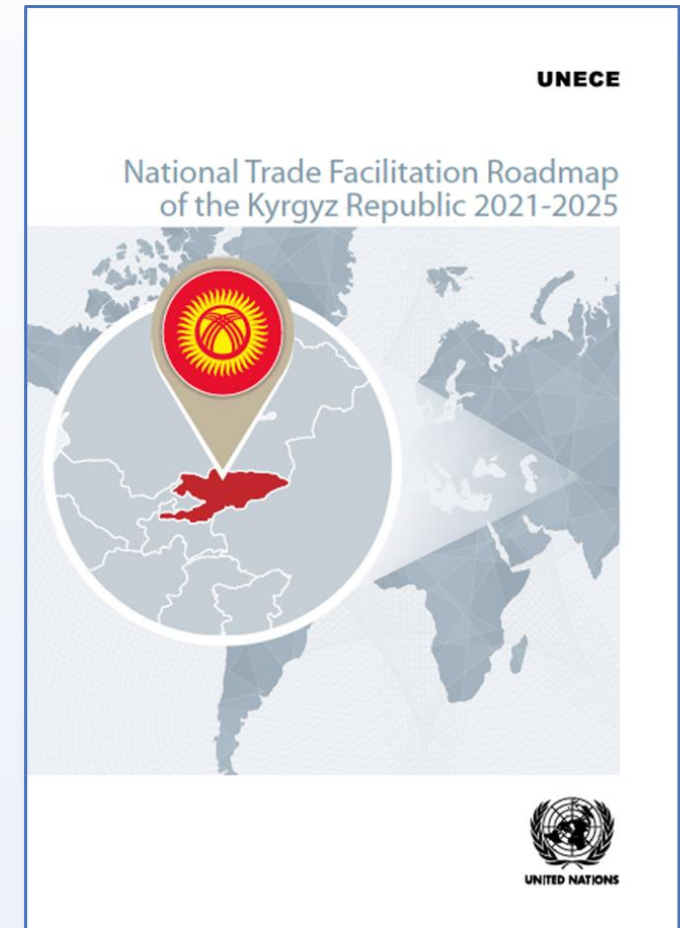 UNECE
National Trade Facilitation Roadmap
of the Kyrgyz Republic 2021-2025
UNITED NATIONS